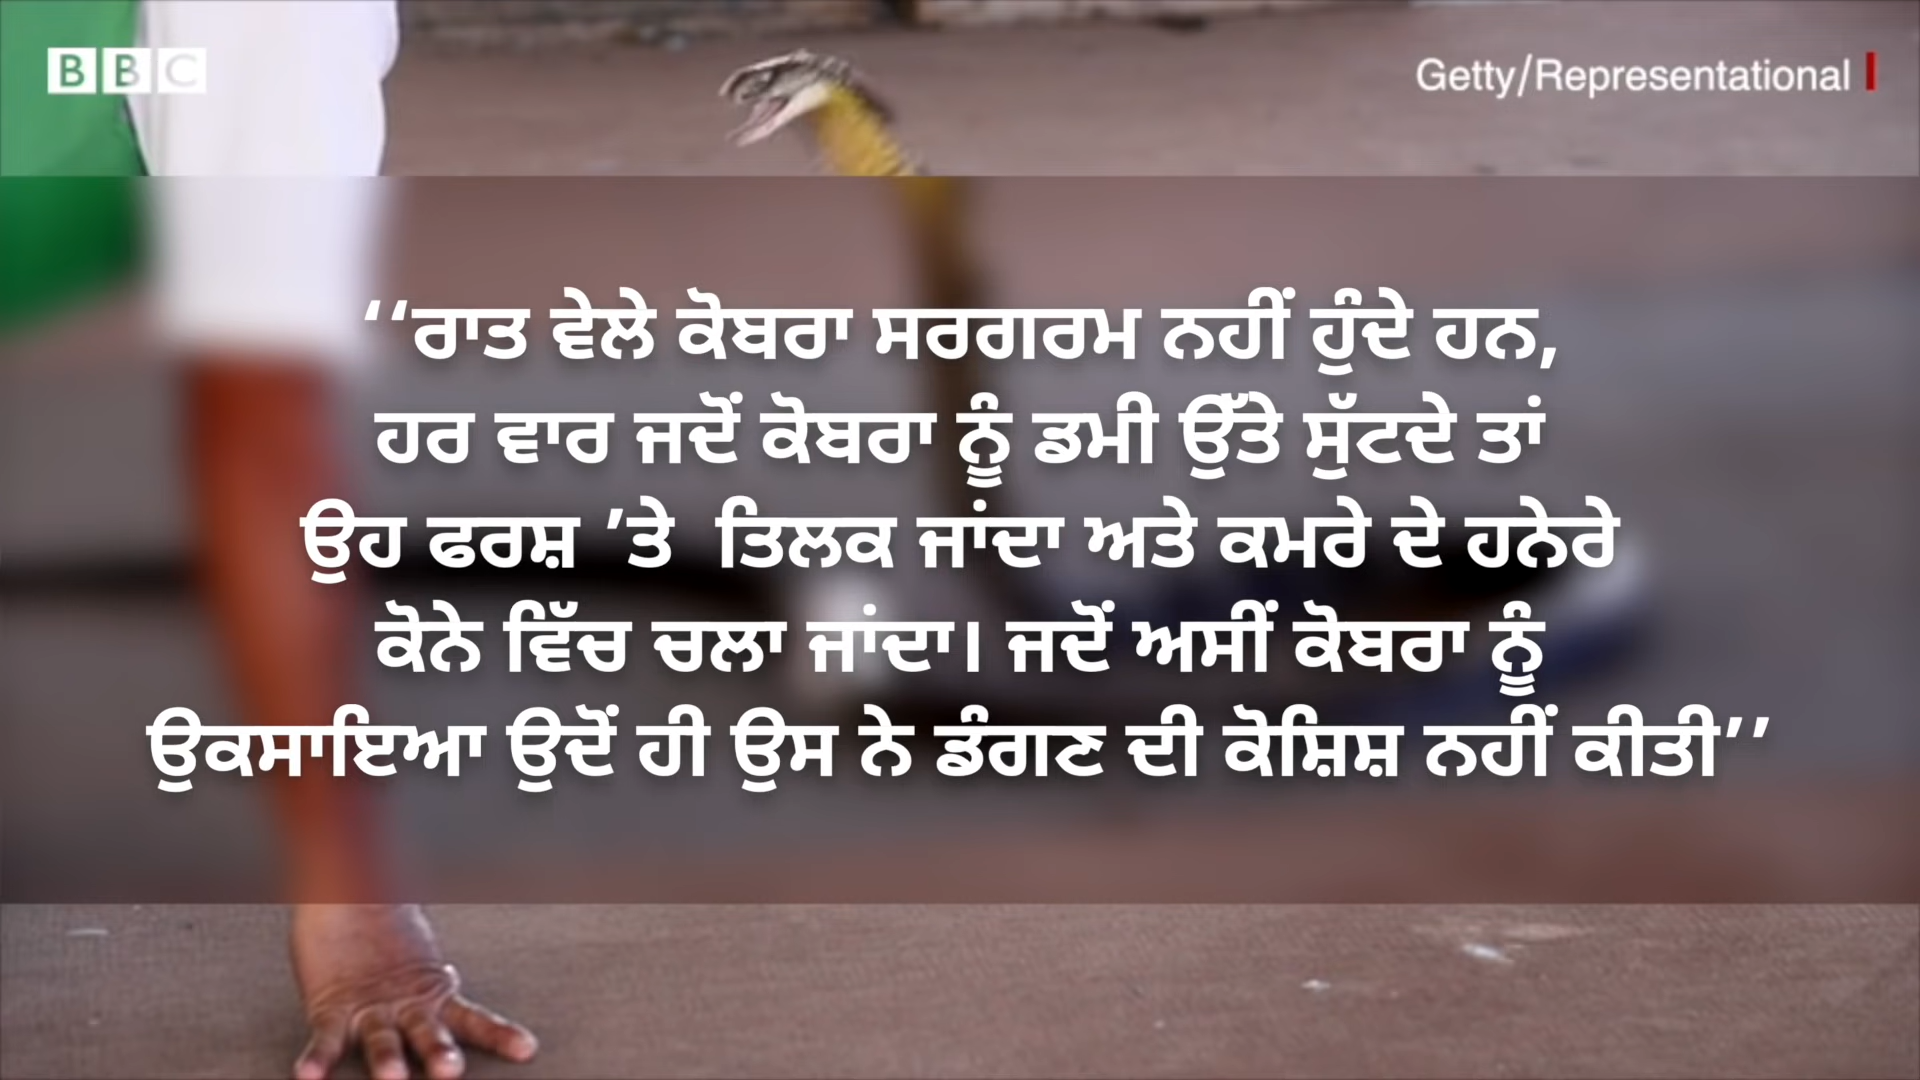 BBC
Getty/Representational
‘‘ਰਾਤ ਵੇਲੇ ਕੋਬਰਾ ਸਰਗਰਮ ਨਹੀਂ ਹੁੰਦੇ ਹਨ,
ਹਰ ਵਾਰ ਜਦੋਂ ਕੋਬਰਾ ਨੂੰ ਡਮੀ ਉੱਤੇ ਸੁੱਟਦੇ ਤਾਂ
ਉਹ ਫਰਸ਼ ’ਤੇ ਤਿਲਕ ਜਾਂਦਾ ਅਤੇ ਕਮਰੇ ਦੇ ਹਨੇਰੇ
ਕੋਨੇ ਵਿੱਚ ਚਲਾ ਜਾਂਦਾ। ਜਦੋਂ ਅਸੀਂ ਕੋਬਰਾ ਨੂੰ
ਉਕਸਾਇਆ ਉਦੋਂ ਹੀ ਉਸ ਨੇ ਡੰਗਣ ਦੀ ਕੋਸ਼ਿਸ਼ ਨਹੀਂ ਕੀਤੀ’’